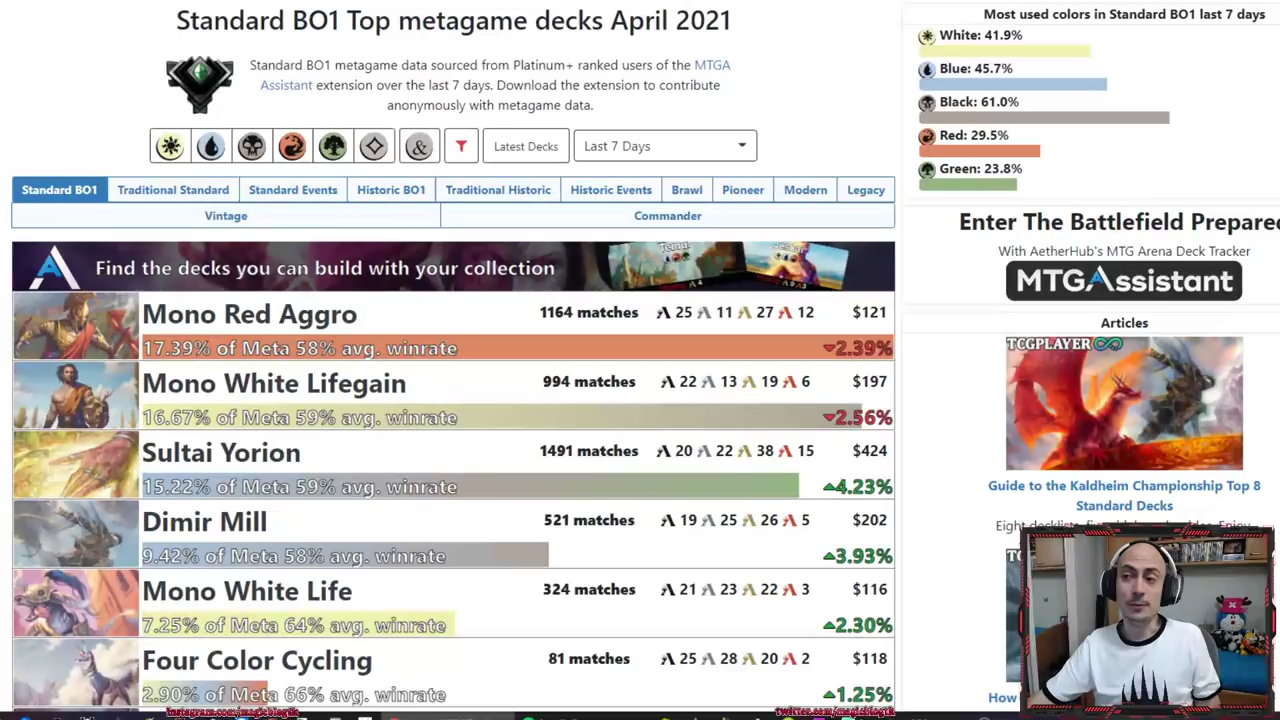 Standard BO1 Top metagame decks April 2021
Standard BO1 metagame data sourced from Platinum+ ranked users of the MTGA
Assistant extension over the last 7 days. Download the extension to contribute
anonymously with metagame data.
Latest Decks
Last 7 Days
Standard BO1
Traditional Standard
Standard Events
Historic BO1
Traditional Historic
Historic Events
Brawl
Pioneer
Modern
Legacy
Vintage
Commander
Find the decks you can build with your collection
Mono Red Aggro 1164 matches 25 11 27 12 $121
17.39% of Meta 58% avg. winrate 2.39%
Mono White Lifegain 994 matches 22 13 19 6 $197
16.67% of Meta 59% avg. winrate 2.56%
Sultai Yorion 1491 matches 20 22 38 15 $424
15.22% of Meta 59% avg. winrate 4.23%
Dimir Mill 521 matches 19 25 26 5 $202
9.42% of Meta 58% avg. winrate 3.93%
Mono White Life 324 matches 21 23 22 3 $116
7.25% of Meta 64% avg. winrate 2.30%
Four Color Cycling 81 matches 25 28 20 2 $118
2.90% of Meta 66% avg. winrate 1.25%
Most used colors in Standard BO1 last 7 days
White: 41.9%
Blue: 45.7%
Black: 61.0%
Red: 29.5%
Green: 23.8%
Enter The Battlefield Prepared
With AetherHub's MTG Arena Deck Tracker
MTGAssistant
Articles
TCGPLAYER
Guide to the Kaldheim Championship Top 8
Standard Decks
How